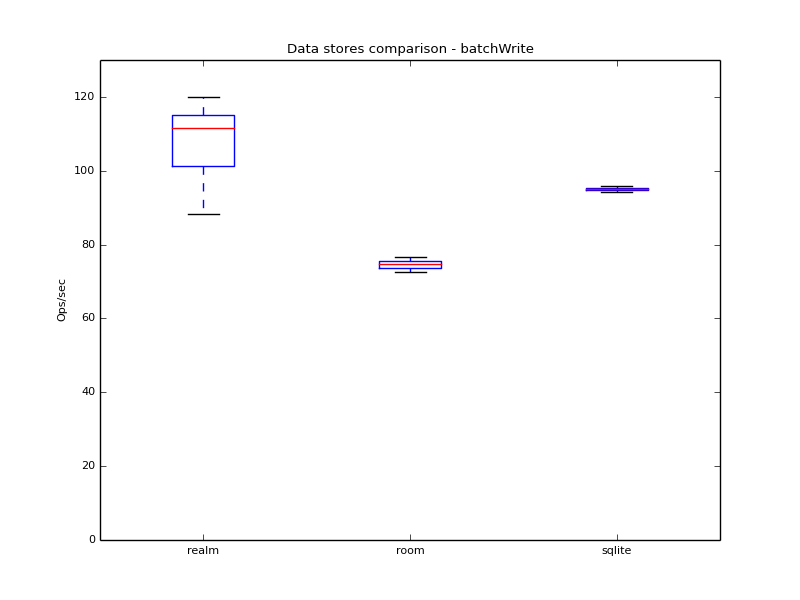 Data stores comparison - batchWrite
120
100
80
60
40
20
0
Ops/sec
realm
room
sqlite